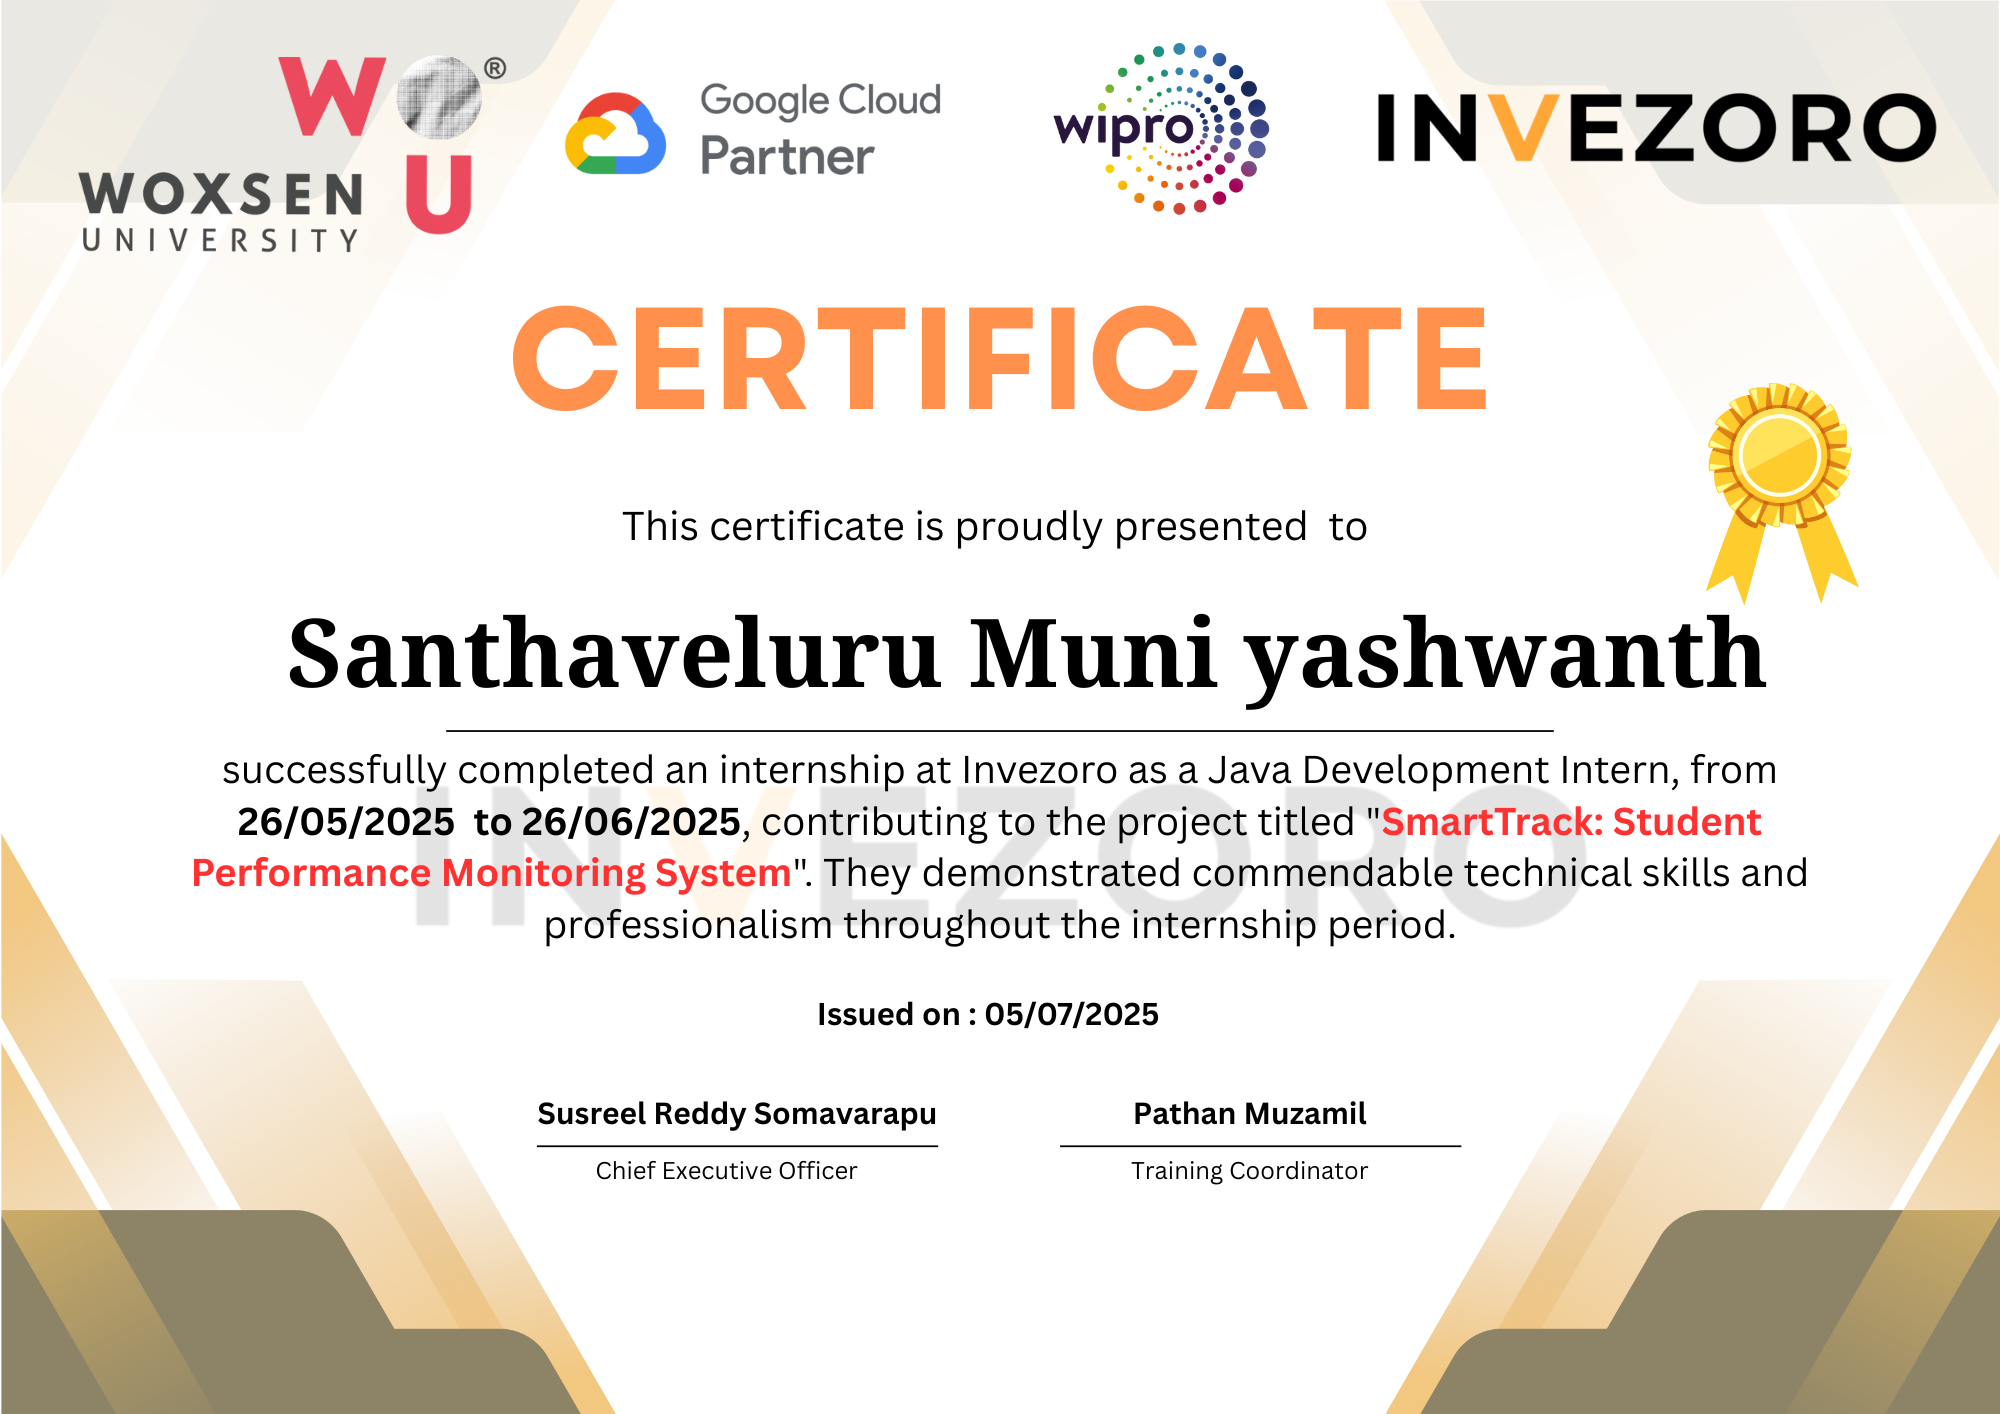 W ®
U
WOXSEN
UNIVERSITY
Google Cloud
Partner
wipro
INVEZORO
CERTIFICATE
This certificate is proudly presented  to
Santhaveluru Muni yashwanth
successfully completed an internship at Invezoro as a Java Development Intern, from
26/05/2025  to 26/06/2025, contributing to the project titled "SmartTrack: Student
Performance Monitoring System". They demonstrated commendable technical skills and
professionalism throughout the internship period.
INVEZORO
Issued on : 05/07/2025
Susreel Reddy Somavarapu
Chief Executive Officer
Pathan Muzamil
Training Coordinator